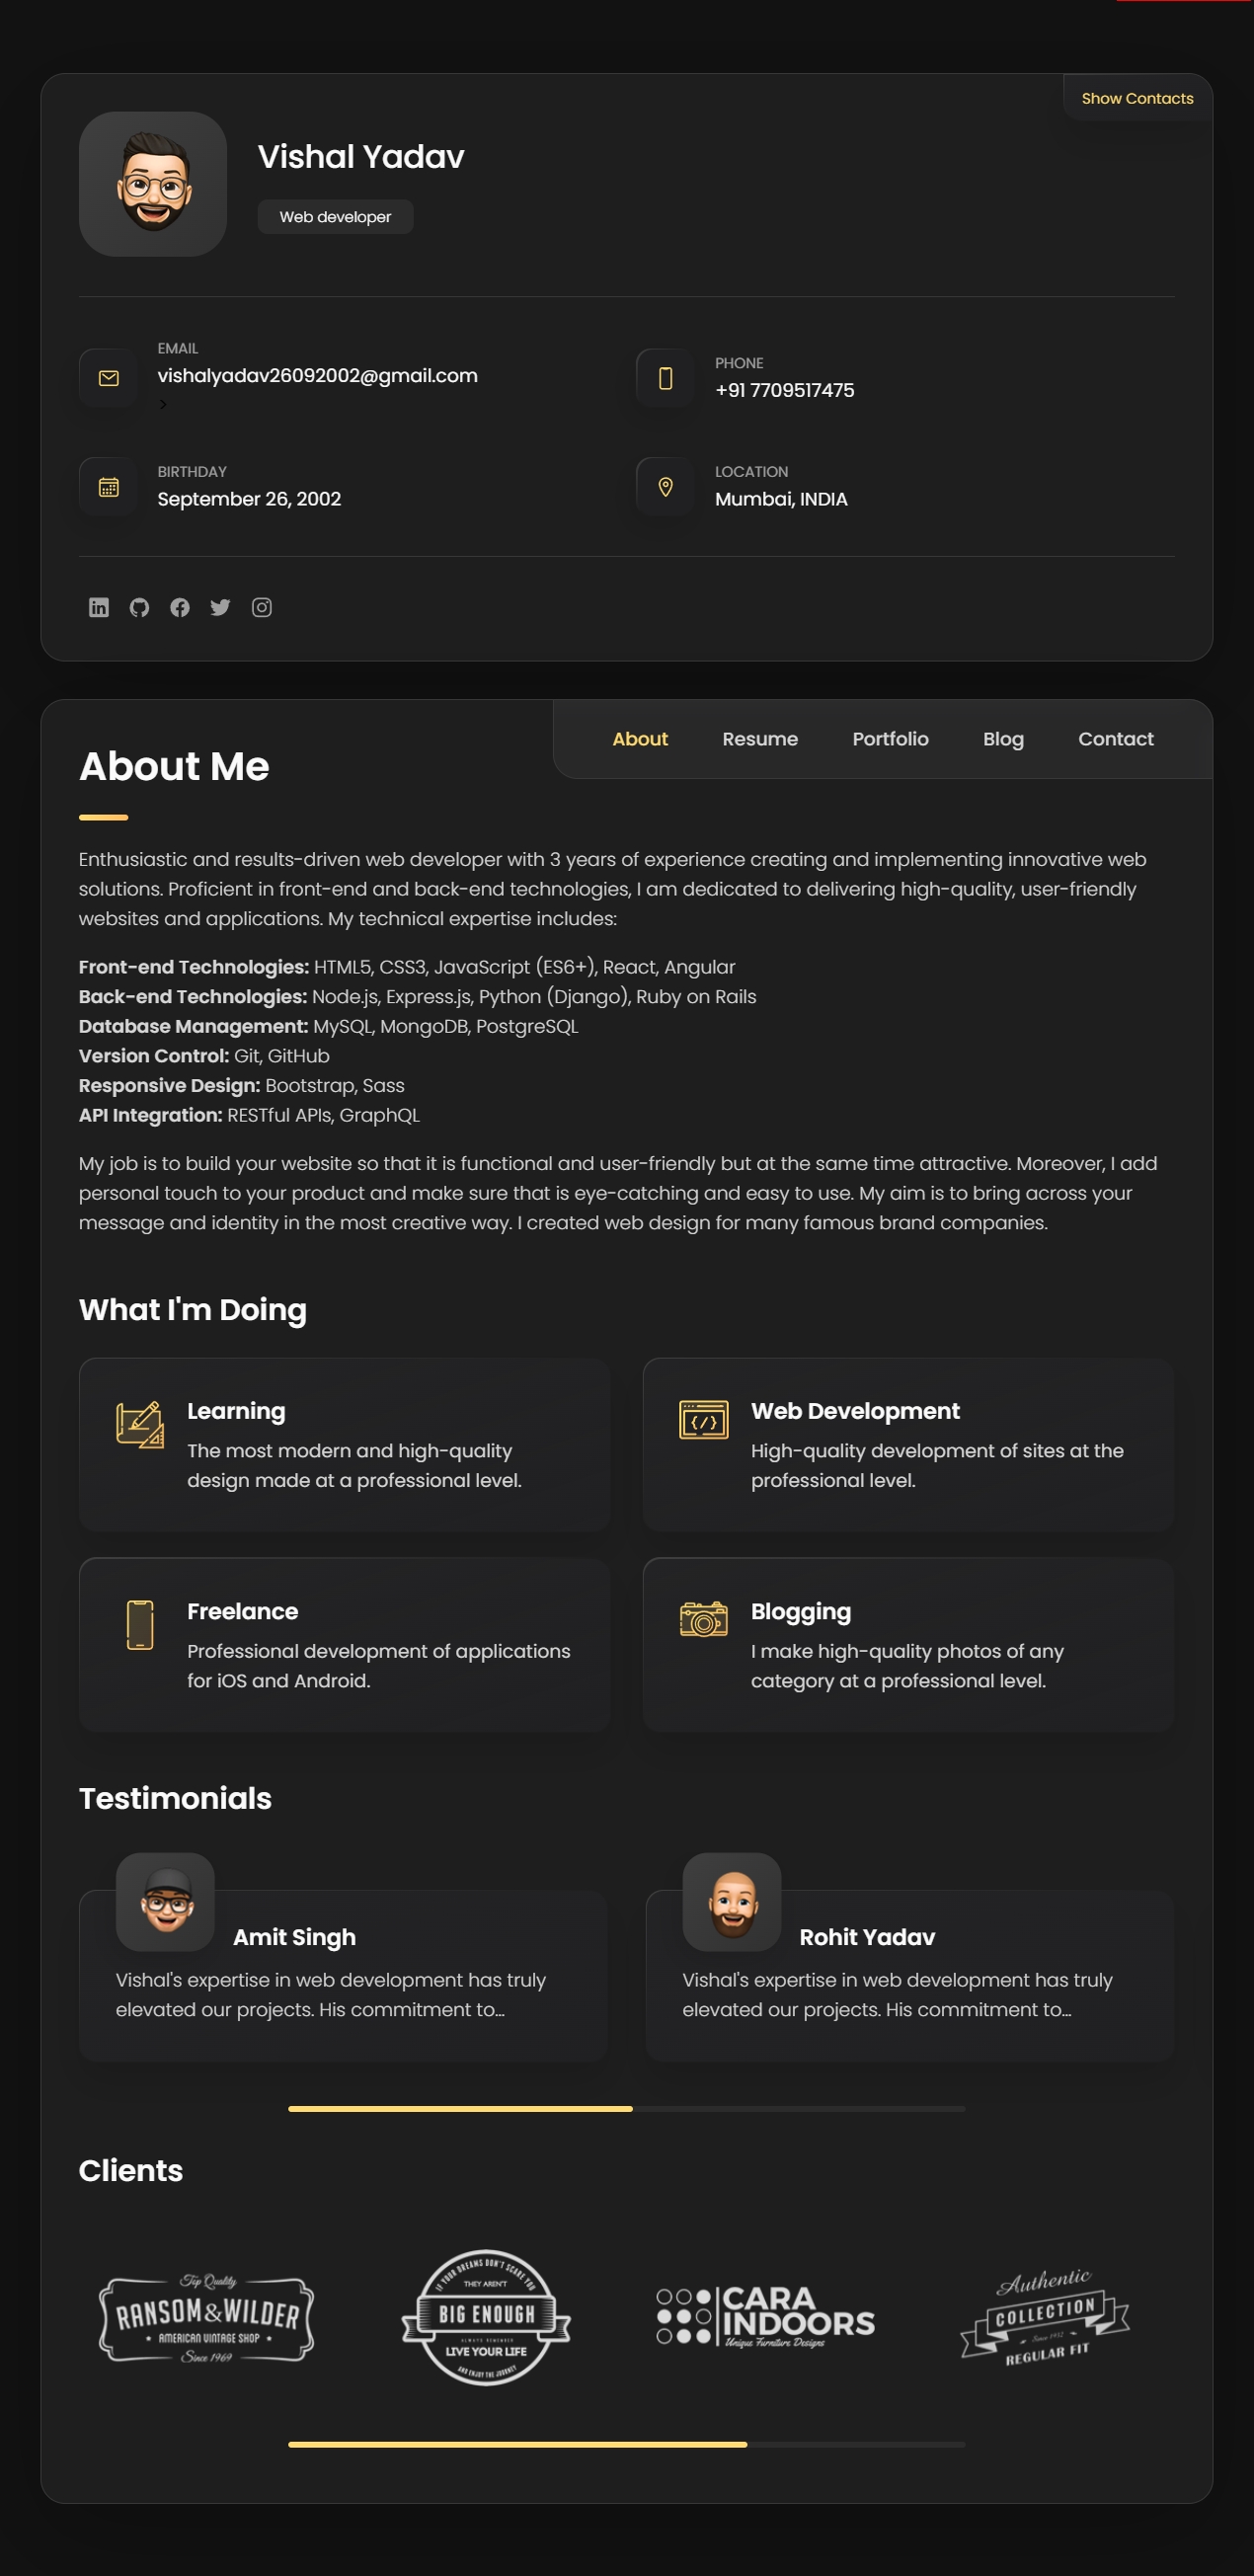 Show Contacts
Vishal Yadav
Web developer
EMAIL
vishalyadav26092002@gmail.com
>
PHONE
+91 7709517475
BIRTHDAY
September 26, 2002
LOCATION
Mumbai, INDIA
About Resume Portfolio Blog Contact
About Me
Enthusiastic and results-driven web developer with 3 years of experience creating and implementing innovative web
solutions. Proficient in front-end and back-end technologies, I am dedicated to delivering high-quality, user-friendly
websites and applications. My technical expertise includes:
Front-end Technologies: HTML5, CSS3, JavaScript (ES6+), React, Angular
Back-end Technologies: Node.js, Express.js, Python (Django), Ruby on Rails
Database Management: MySQL, MongoDB, PostgreSQL
Version Control: Git, GitHub
Responsive Design: Bootstrap, Sass
API Integration: RESTful APIs, GraphQL
My job is to build your website so that it is functional and user-friendly but at the same time attractive. Moreover, I add
personal touch to your product and make sure that is eye-catching and easy to use. My aim is to bring across your
message and identity in the most creative way. I created web design for many famous brand companies.
What I'm Doing
Learning
The most modern and high-quality
design made at a professional level.
Web Development
High-quality development of sites at the
professional level.
Freelance
Professional development of applications
for iOS and Android.
Blogging
I make high-quality photos of any
category at a professional level.
Testimonials
Amit Singh
Vishal's expertise in web development has truly
elevated our projects. His commitment to...
Rohit Yadav
Vishal's expertise in web development has truly
elevated our projects. His commitment to...
Clients
Top Quality
RANSOM & WILDER
AMERICAN VINTAGE SHOP
Since 1969
IF YOUR DREAMS DON'T SCARE YOU
THEY AREN'T
BIG ENOUGH
ALWAYS REMEMBER
LIVE YOUR LIFE
AND ENJOY THE JOURNEY
CARA
INDOORS
Unique Furniture Designs
Authentic
COLLECTION
Since 1952
REGULAR FIT